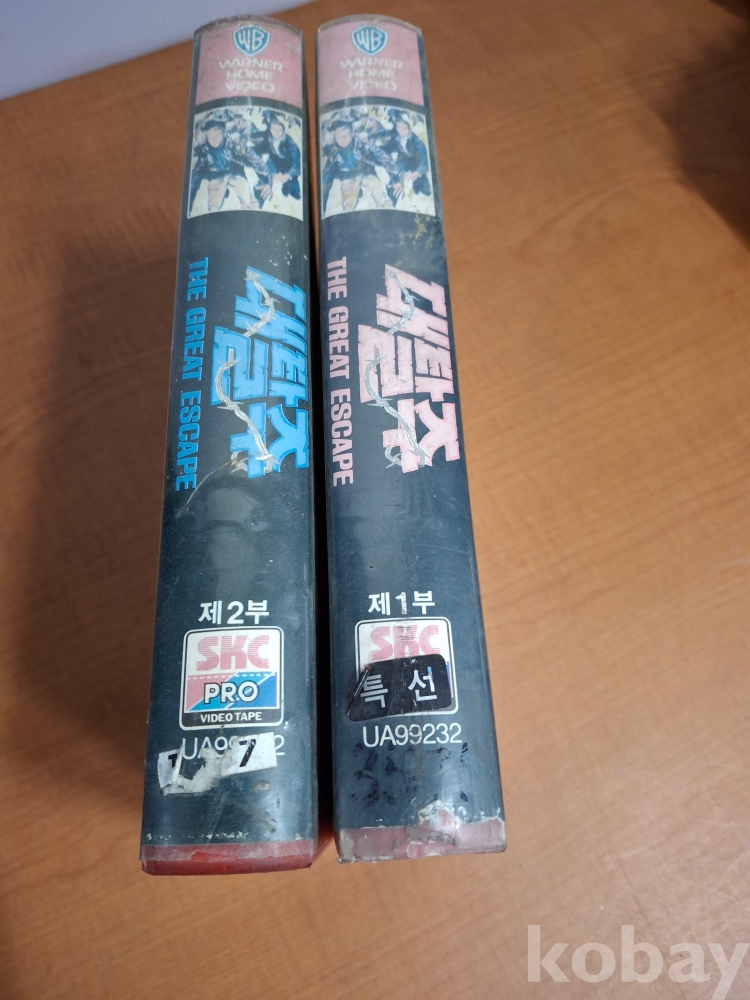 WB
WARNER
HOME
VIDEO
대탈주
THE GREAT ESCAPE
제2부
SKC
PRO
VIDEO TAPE
7
WB
WARNER
HOME
VIDEO
대탈주
THE GREAT ESCAPE
제1부
SKC
특선
UA99232
kobay